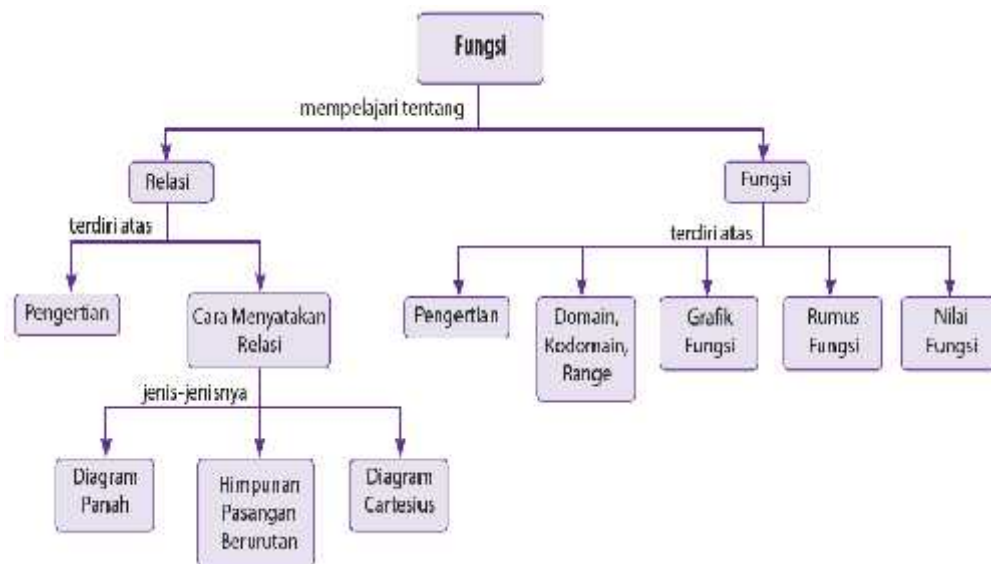 Fungsi
mempelajari tentang
Relasi
Fungsi
terdiri atas
terdiri atas
Pengertian
Cara Menyatakan
Relasi
Pengertian
Domain,
Kodomain,
Range
Grafik
Fungsi
Rumus
Fungsi
Nilai
Fungsi
jenis-jenisnya
Diagram
Panah
Himpunan
Pasangan
Berurutan
Diagram
Cartesius